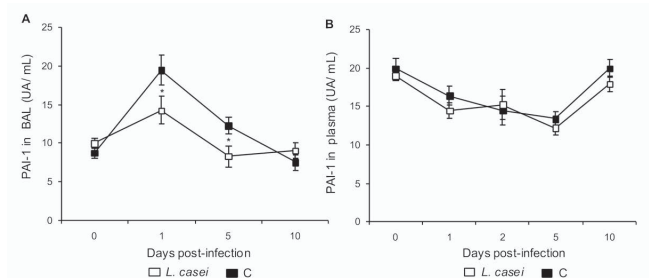 A
PAI-1 in BAL (UA/ mL)
25
20
15
10
5
0
*
*
0 1 5 10
Days post-infection
L. casei C
B
PAI-1 in plasma (UA/ mL)
25
20
15
10
5
0
0 1 2 5 10
Days post-infection
L. casei C